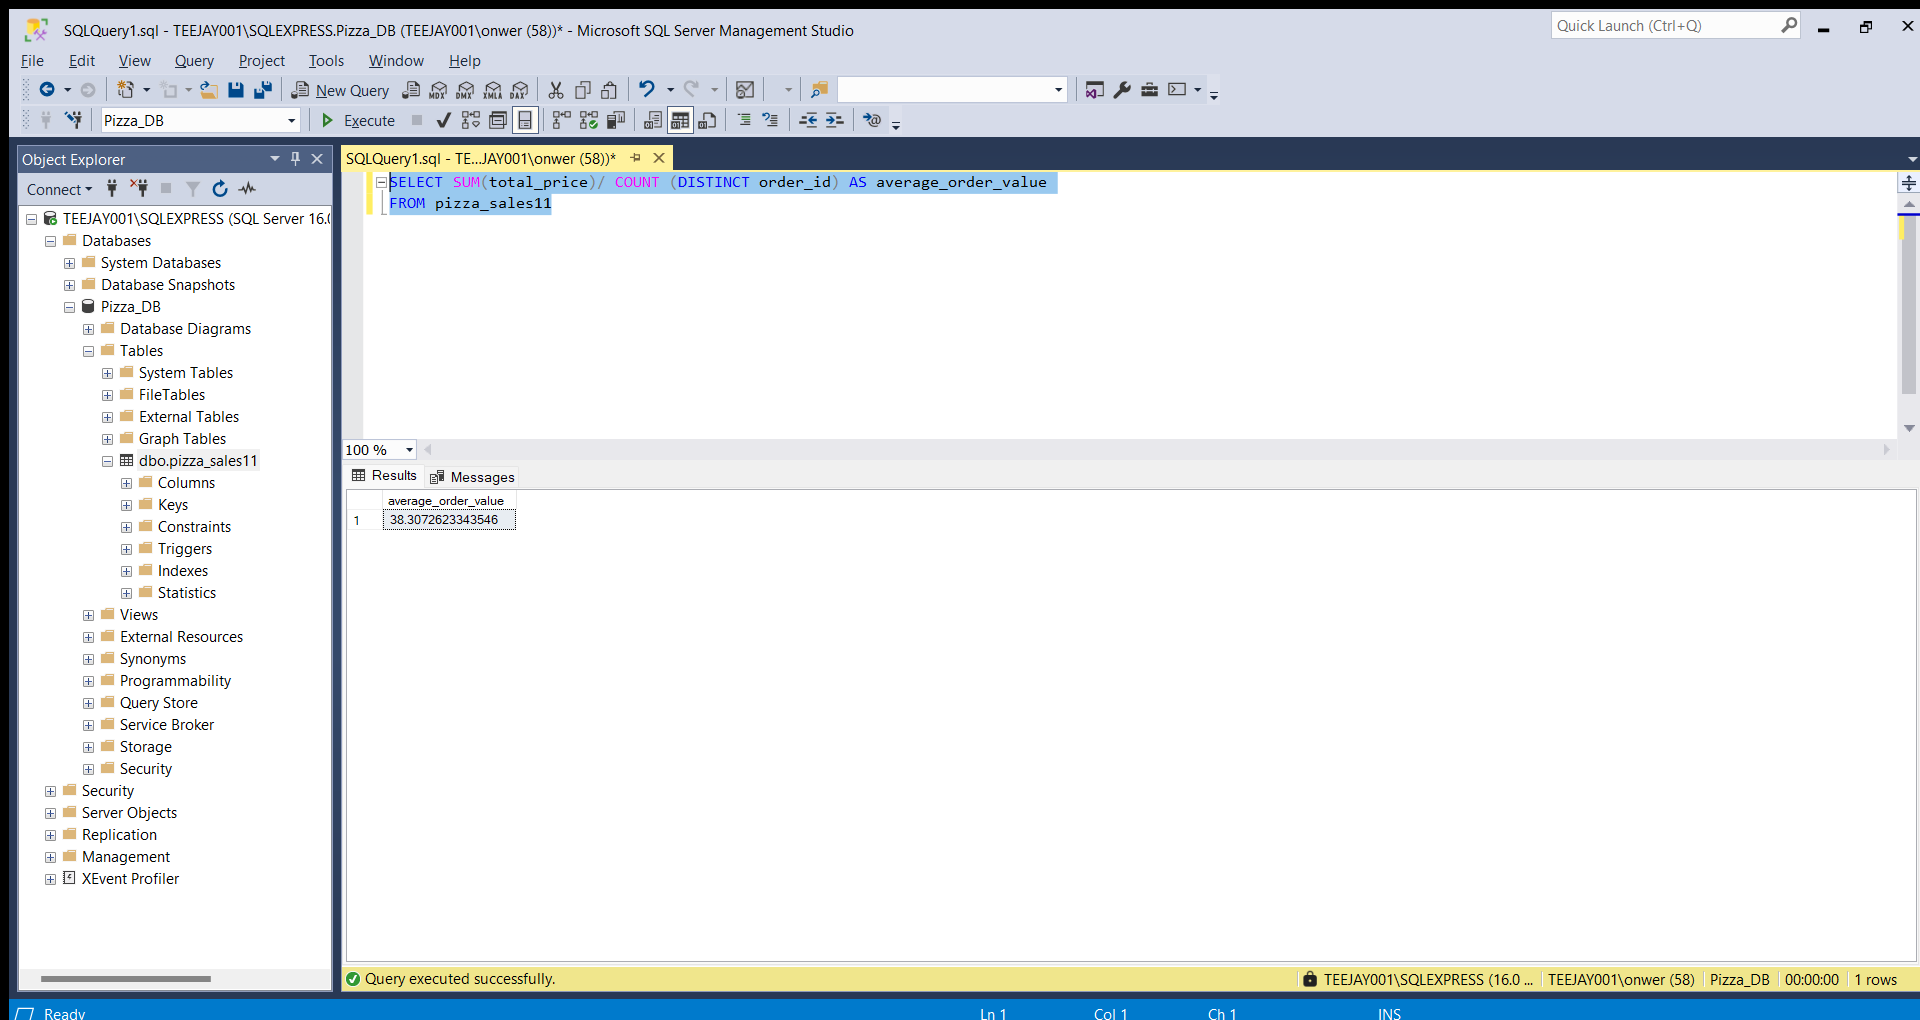 SQLQuery1.sql - TEEJAY001\SQLEXPRESS.Pizza_DB (TEEJAY001\onwer (58))* - Microsoft SQL Server Management Studio
Quick Launch (Ctrl+Q)
File Edit View Query Project Tools Window Help
New Query MDX DMX XMLA DAX
Pizza_DB Execute
Object Explorer
Connect
TEEJAY001\SQLEXPRESS (SQL Server 16.0
Databases
System Databases
Database Snapshots
Pizza_DB
Database Diagrams
Tables
System Tables
FileTables
External Tables
Graph Tables
dbo.pizza_sales11
Columns
Keys
Constraints
Triggers
Indexes
Statistics
Views
External Resources
Synonyms
Programmability
Query Store
Service Broker
Storage
Security
Security
Server Objects
Replication
Management
XEvent Profiler
SQLQuery1.sql - TE...JAY001\onwer (58))*
SELECT SUM(total_price)/ COUNT (DISTINCT order_id) AS average_order_value
FROM pizza_sales11
100 %
Results Messages
average_order_value
1 38.3072623343546
Query executed successfully. TEEJAY001\SQLEXPRESS (16.0 ... TEEJAY001\onwer (58) Pizza_DB 00:00:00 1 rows
Ready Ln 1 Col 1 Ch 1 INS